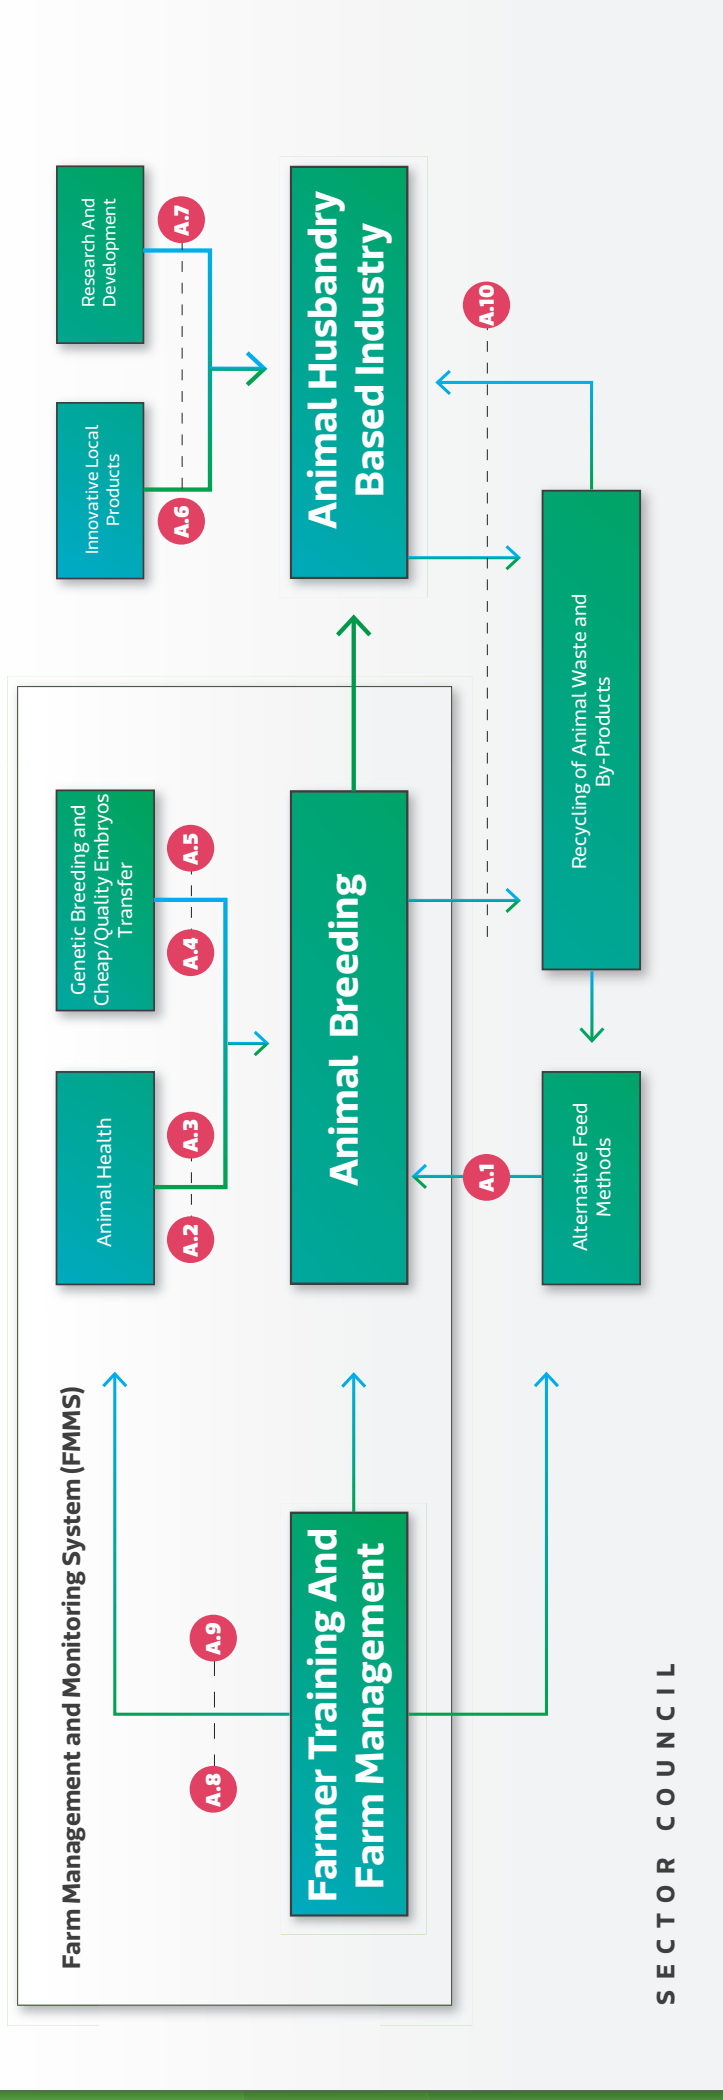 Farm Management and Monitoring System (FMMS)
A.8
A.9
Farmer Training And
Farm Management
Animal Health
A.2
A.3
Genetic Breeding and
Cheap/Quality Embryos
Transfer
A.4
A.5
Animal Breeding
Innovative Local
Products
A.6
Research And
Development
A.7
Animal Husbandry
Based Industry
A.1
A.10
Alternative Feed
Methods
Recycling of Animal Waste and
By-Products
SECTOR COUNCIL